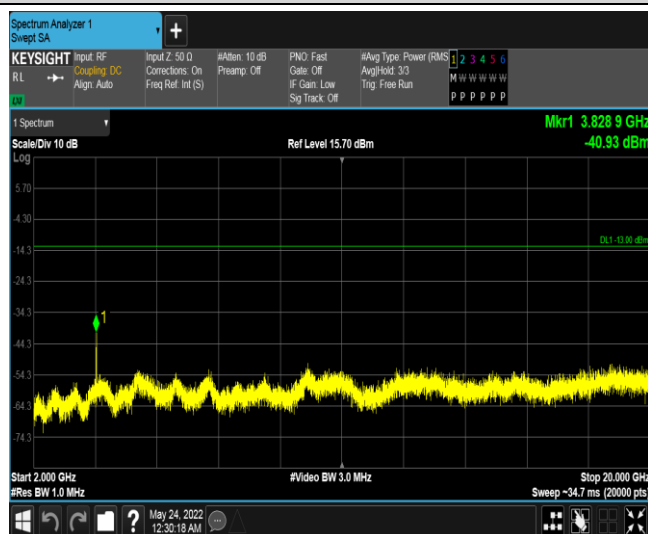 Spectrum Analyzer 1
Swept SA
KEYSIGHT Input: RF Input Z: 50 Ω #Atten: 10 dB PNO: Fast #Avg Type: Power (RMS 1 2 3 4 5 6
RL Coupling: DC Corrections: On Preamp: Off Gate: Off Avg|Hold: 3/3 M W W W W W
Align: Auto Freq Ref: Int (S) IF Gain: Low Trig: Free Run
LXI Sig Track: Off P P P P P P
1 Spectrum Mkr1 3.828 9 GHz
Scale/Div 10 dB Ref Level 15.70 dBm -40.93 dBm
Log
5.70
-4.30
DL1 -13.00 dBm
-14.3
-24.3
-34.3
1
-44.3
-54.3
-64.3
-74.3
Start 2.000 GHz #Video BW 3.0 MHz Stop 20.000 GHz
#Res BW 1.0 MHz Sweep ~34.7 ms (20000 pts)
? May 24, 2022
12:30:18 AM